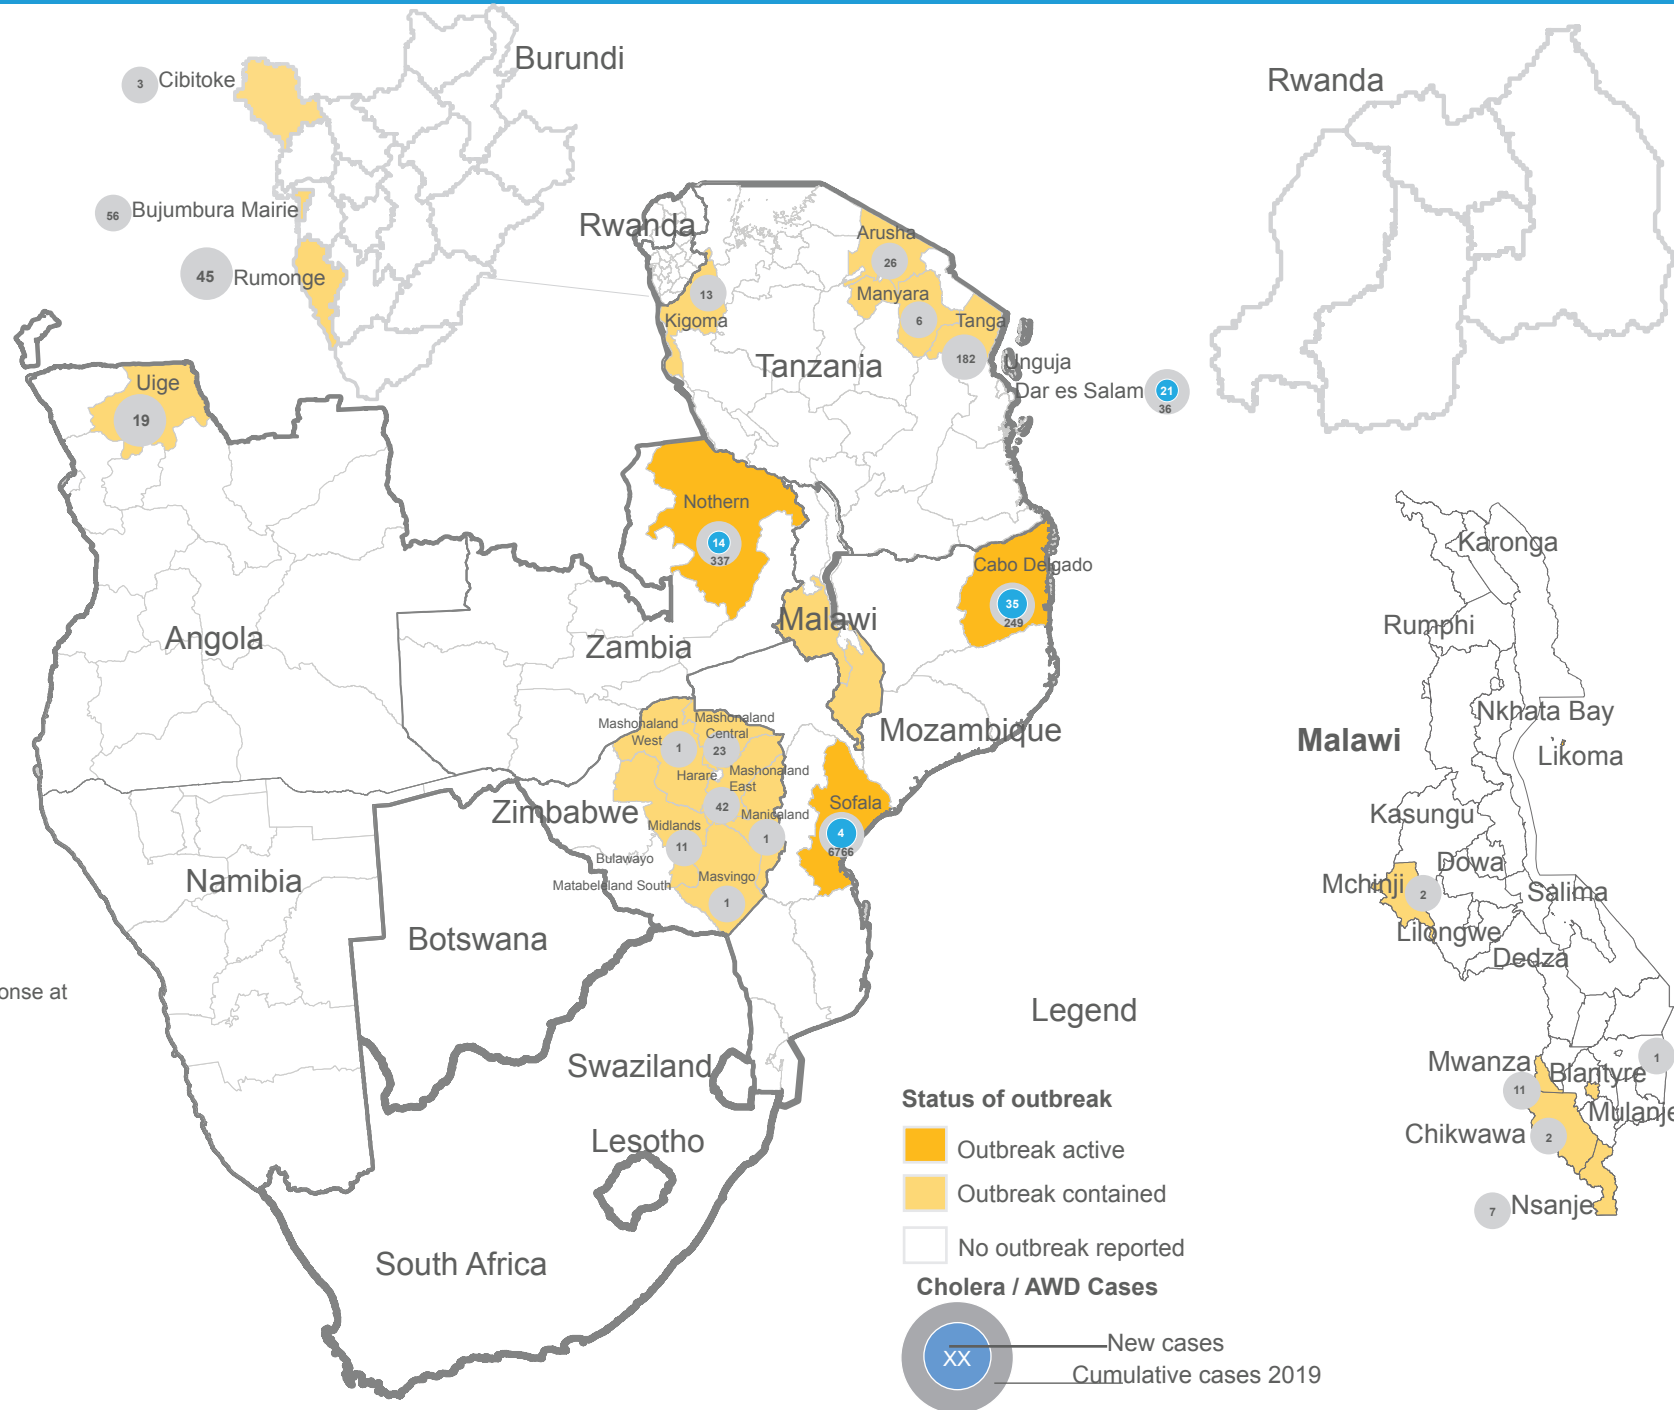 Burundi
3 Cibitoke
56 Bujumbura Mairie
45 Rumonge
Rwanda
Rwanda
Arusha
26
Manyara
6
Tanga
182
13
Kigoma
Tanzania
Unguja
Dar es Salam
21
36
Uige
19
Nothern
14
337
Cabo Delgado
35
249
Angola
Zambia
Malawi
Mozambique
Mashonaland
West
1
Mashonaland
Central
23
Harare
Mashonaland
East
42
Manicaland
1
Zimbabwe
Midlands
11
Bulawayo
Matabeleland South
Masvingo
1
Sofala
4
6766
Namibia
Botswana
onse at
Swaziland
Lesotho
South Africa
Karonga
Rumphi
Nkhata Bay
Malawi
Likoma
Kasungu
Dowa
Mchinji
2
Salima
Lilongwe
Dedza
Mwanza
11
Blantyre
1
Mulanje
Chikwawa
2
7 Nsanje
Legend
Status of outbreak
Outbreak active
Outbreak contained
No outbreak reported
Cholera / AWD Cases
XX
New cases
Cumulative cases 2019